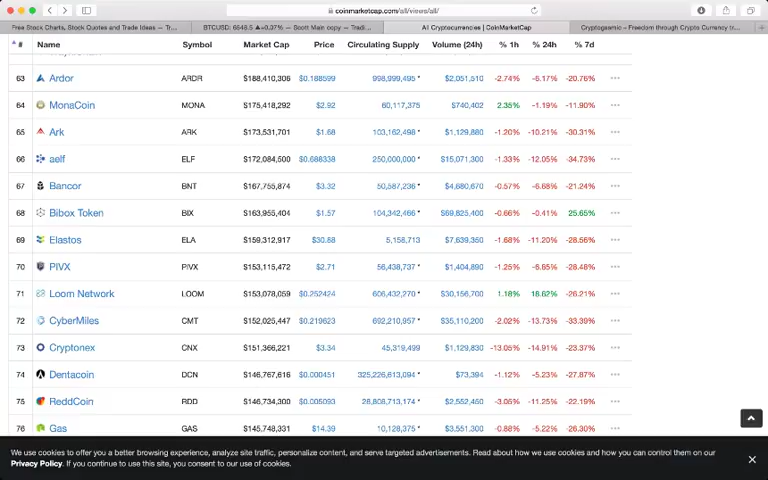 coinmarketcap.com/all/views/all/
Free Stock Charts, Stock Quotes and Trade Ideas — Tr... BTCUSD: 6548.5 ▲+0.37% — Scott Main copy — Tradi... All Cryptocurrencies | CoinMarketCap Cryptogasmic – Freedom through Crypto Currency tr...
# Name Symbol Market Cap Price Circulating Supply Volume (24h) % 1h % 24h % 7d
63 Ardor ARDR $188,410,306 $0.188599 998,999,495 * $2,051,510 -2.74% -6.17% -20.76%
64 MonaCoin MONA $175,418,292 $2.92 60,117,375 $740,402 2.35% -1.19% -11.90%
65 Ark ARK $173,531,701 $1.68 103,162,498 * $1,129,880 -1.20% -10.21% -30.31%
66 aelf ELF $172,084,500 $0.688338 250,000,000 * $15,071,300 -1.33% -12.05% -34.73%
67 Bancor BNT $167,755,874 $3.32 50,587,236 * $4,680,670 -0.57% -6.68% -21.24%
68 Bibox Token BIX $163,955,404 $1.57 104,342,466 * $69,825,400 -0.66% -0.41% 25.65%
69 Elastos ELA $159,312,917 $30.88 5,158,713 $7,639,350 -1.68% -11.20% -28.56%
70 PIVX PIVX $153,115,472 $2.71 56,438,737 * $1,404,890 -1.25% -6.85% -28.48%
71 Loom Network LOOM $153,078,059 $0.252424 606,432,270 * $30,156,700 1.18% 18.62% -26.21%
72 CyberMiles CMT $152,025,447 $0.219623 692,210,957 * $35,110,200 -2.02% -13.73% -33.39%
73 Cryptonex CNX $151,366,221 $3.34 45,319,499 $1,129,830 -13.05% -14.91% -23.37%
74 Dentacoin DCN $146,767,616 $0.000451 325,226,613,094 * $73,394 -1.12% -5.23% -27.87%
75 ReddCoin RDD $146,734,300 $0.005093 28,808,713,174 * $2,552,450 -3.05% -11.25% -22.19%
76 Gas GAS $145,748,331 $14.39 10,128,375 * $3,551,300 -0.88% -5.22% -26.30%
We use cookies to offer you a better browsing experience, analyze site traffic, personalize content, and serve targeted advertisements. Read about how we use cookies and how you can control them on our
Privacy Policy. If you continue to use this site, you consent to our use of cookies.